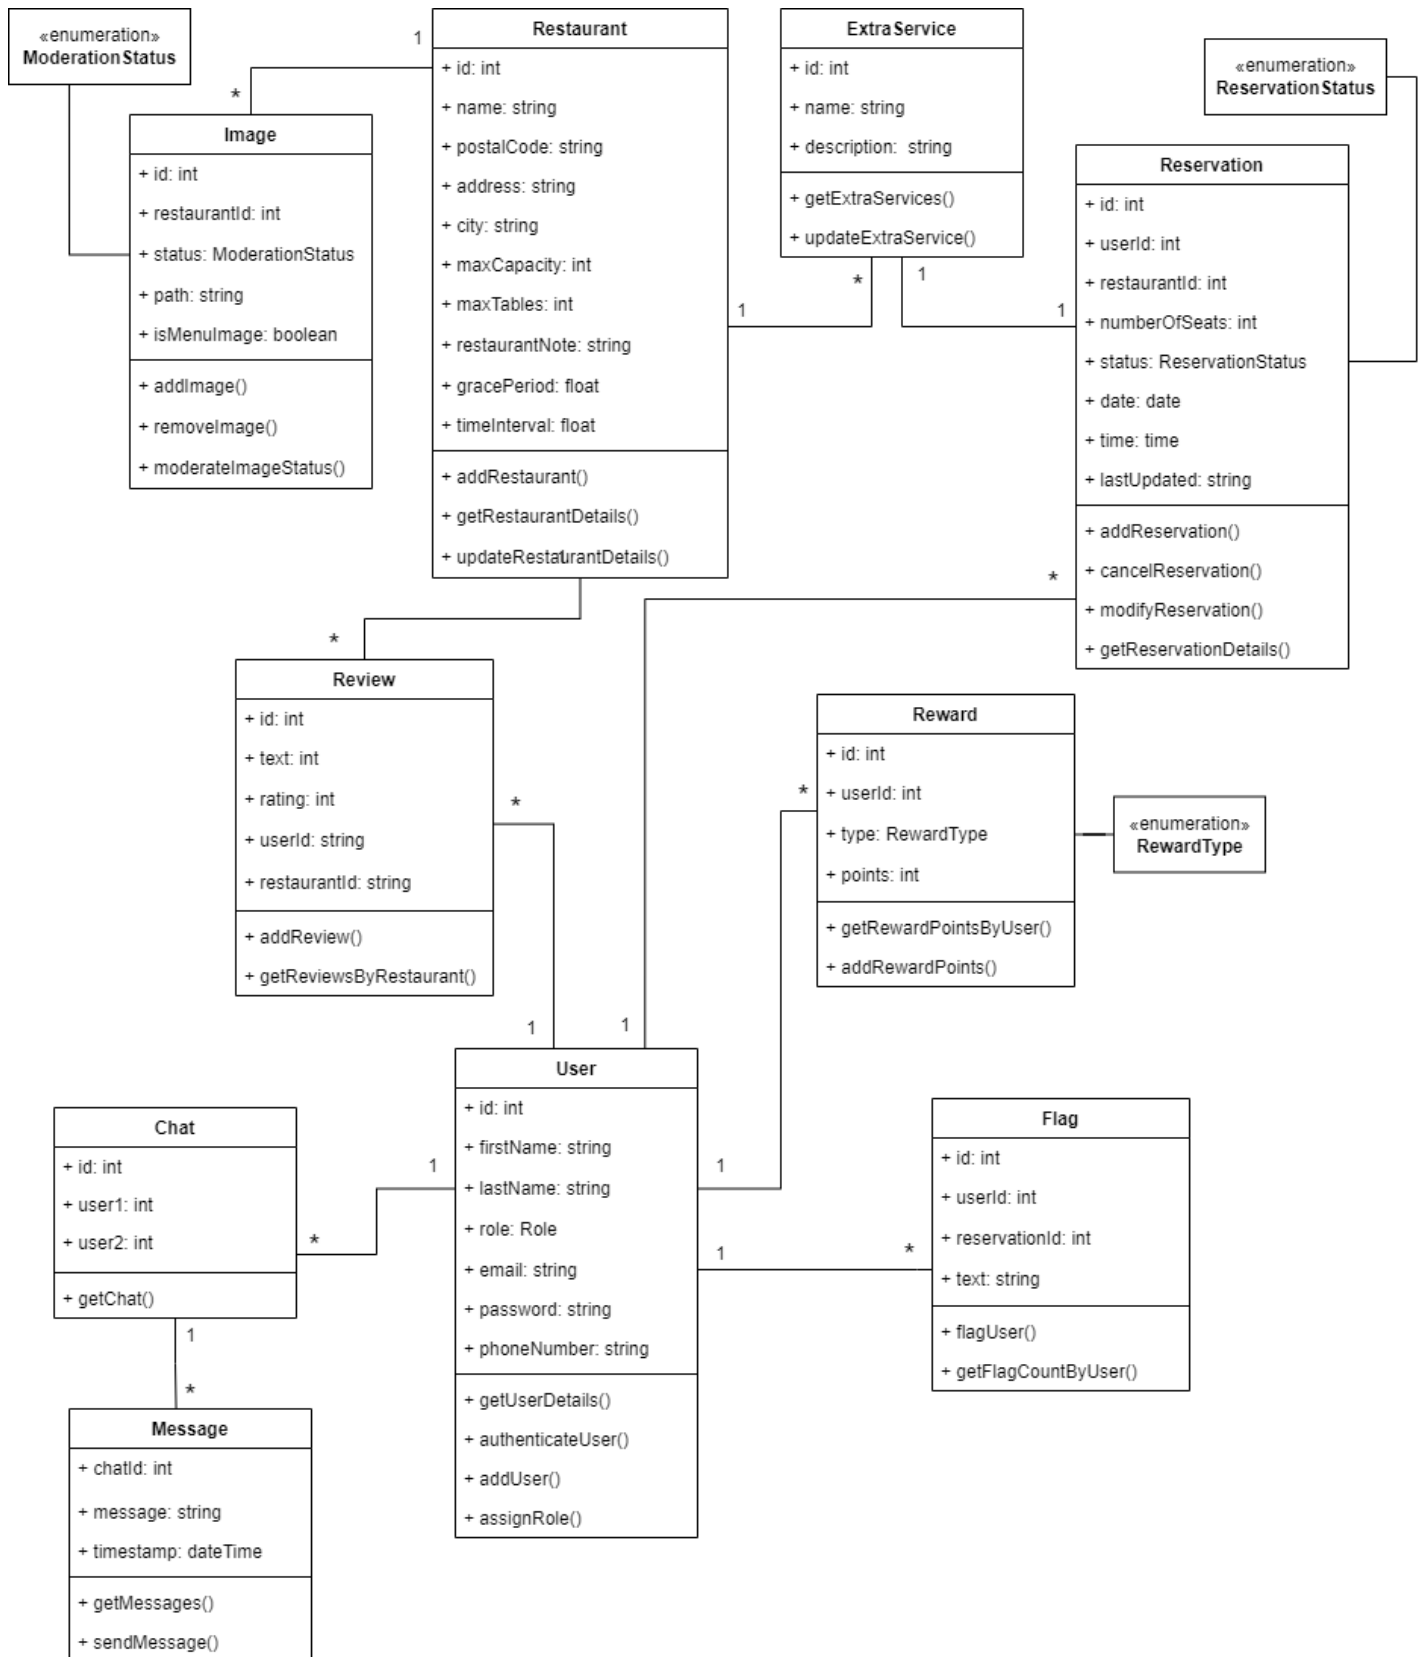 «enumeration»
ModerationStatus
1
*
Image
+ id: int
+ restaurantId: int
+ status: ModerationStatus
+ path: string
+ isMenuImage: boolean
+ addImage()
+ removeImage()
+ moderateImageStatus()
Restaurant
+ id: int
+ name: string
+ postalCode: string
+ address: string
+ city: string
+ maxCapacity: int
+ maxTables: int
+ restaurantNote: string
+ gracePeriod: float
+ timeInterval: float
+ addRestaurant()
+ getRestaurantDetails()
+ updateRestaurantDetails()
1
*
ExtraService
+ id: int
+ name: string
+ description: string
+ getExtraServices()
+ updateExtraService()
*
1
1
1
«enumeration»
ReservationStatus
Reservation
+ id: int
+ userId: int
+ restaurantId: int
+ numberOfSeats: int
+ status: ReservationStatus
+ date: date
+ time: time
+ lastUpdated: string
+ addReservation()
+ cancelReservation()
+ modifyReservation()
+ getReservationDetails()
*
Review
+ id: int
+ text: int
+ rating: int
+ userId: string
+ restaurantId: string
+ addReview()
+ getReviewsByRestaurant()
*
1
1
Reward
+ id: int
+ userId: int
+ type: RewardType
+ points: int
+ getRewardPointsByUser()
+ addRewardPoints()
*
«enumeration»
RewardType
User
+ id: int
+ firstName: string
+ lastName: string
+ role: Role
+ email: string
+ password: string
+ phoneNumber: string
+ getUserDetails()
+ authenticateUser()
+ addUser()
+ assignRole()
1
1
1
*
Flag
+ id: int
+ userId: int
+ reservationId: int
+ text: string
+ flagUser()
+ getFlagCountByUser()
Chat
+ id: int
+ user1: int
+ user2: int
+ getChat()
*
1
*
Message
+ chatId: int
+ message: string
+ timestamp: dateTime
+ getMessages()
+ sendMessage()